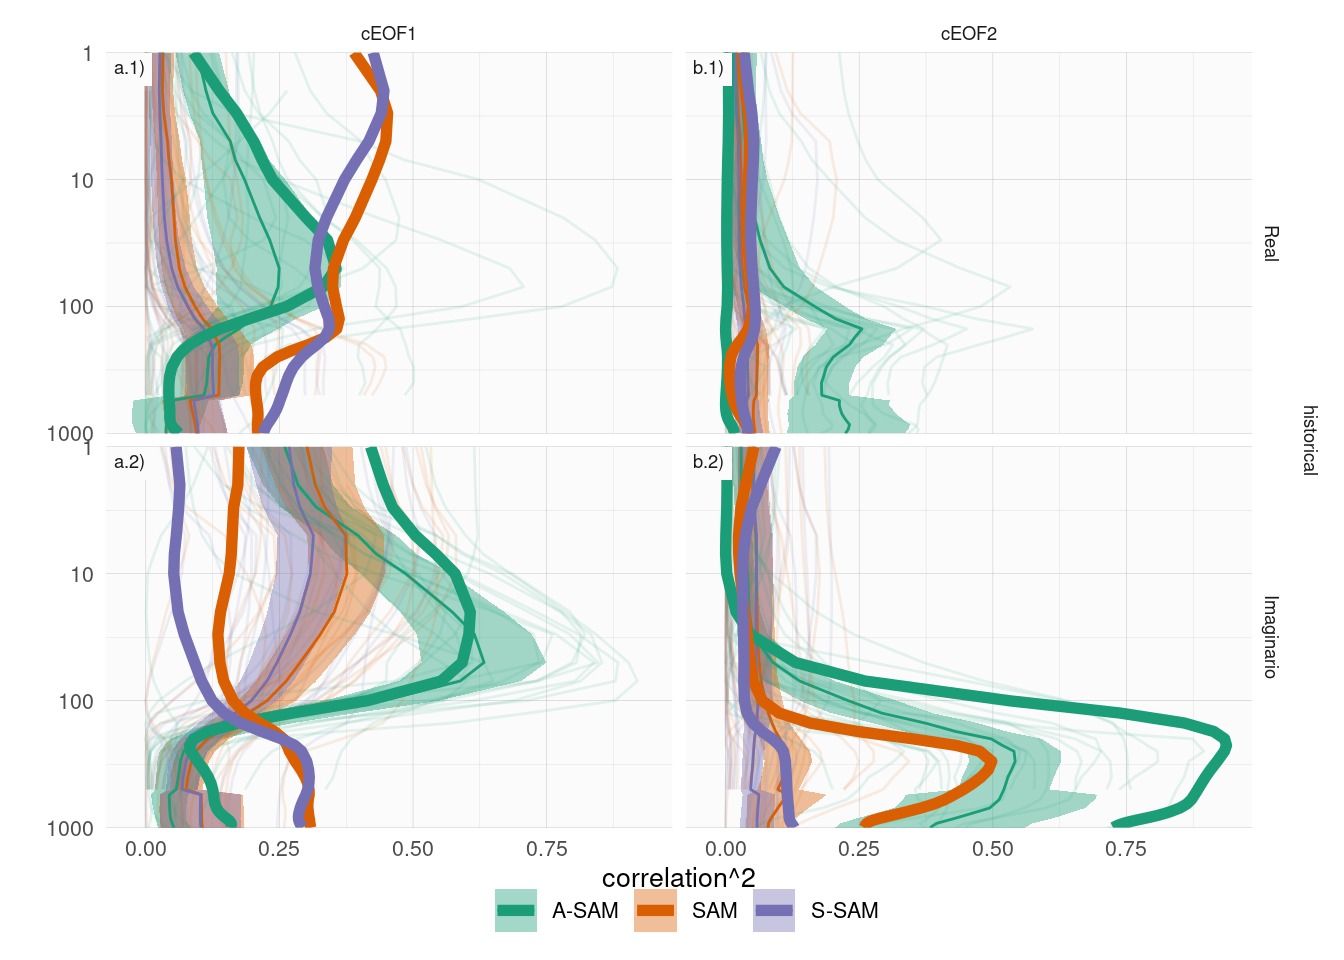 cEOF1 cEOF2
1
a.1) b.1)
10
100
1000
Real
historical
1
a.2) b.2)
10
100
1000
Imaginario
0.00 0.25 0.50 0.75 0.00 0.25 0.50 0.75
correlation^2
A-SAM SAM S-SAM